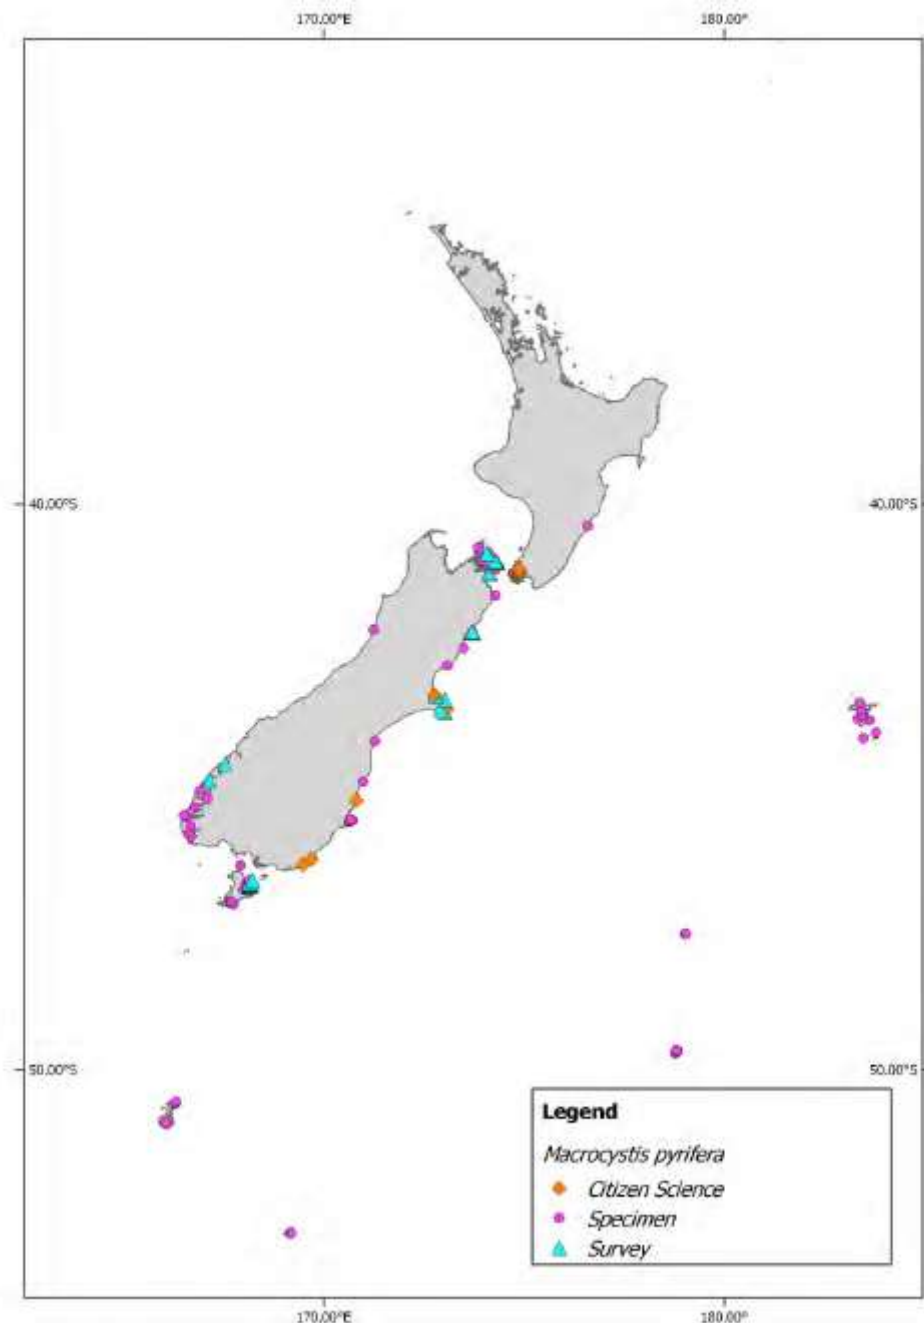 170.00°E 180.00°
40.00°S 40.00°S
50.00°S 50.00°S
Legend
Macrocystis pyrifera
Citizen Science
Specimen
Survey
170.00°E 180.00°